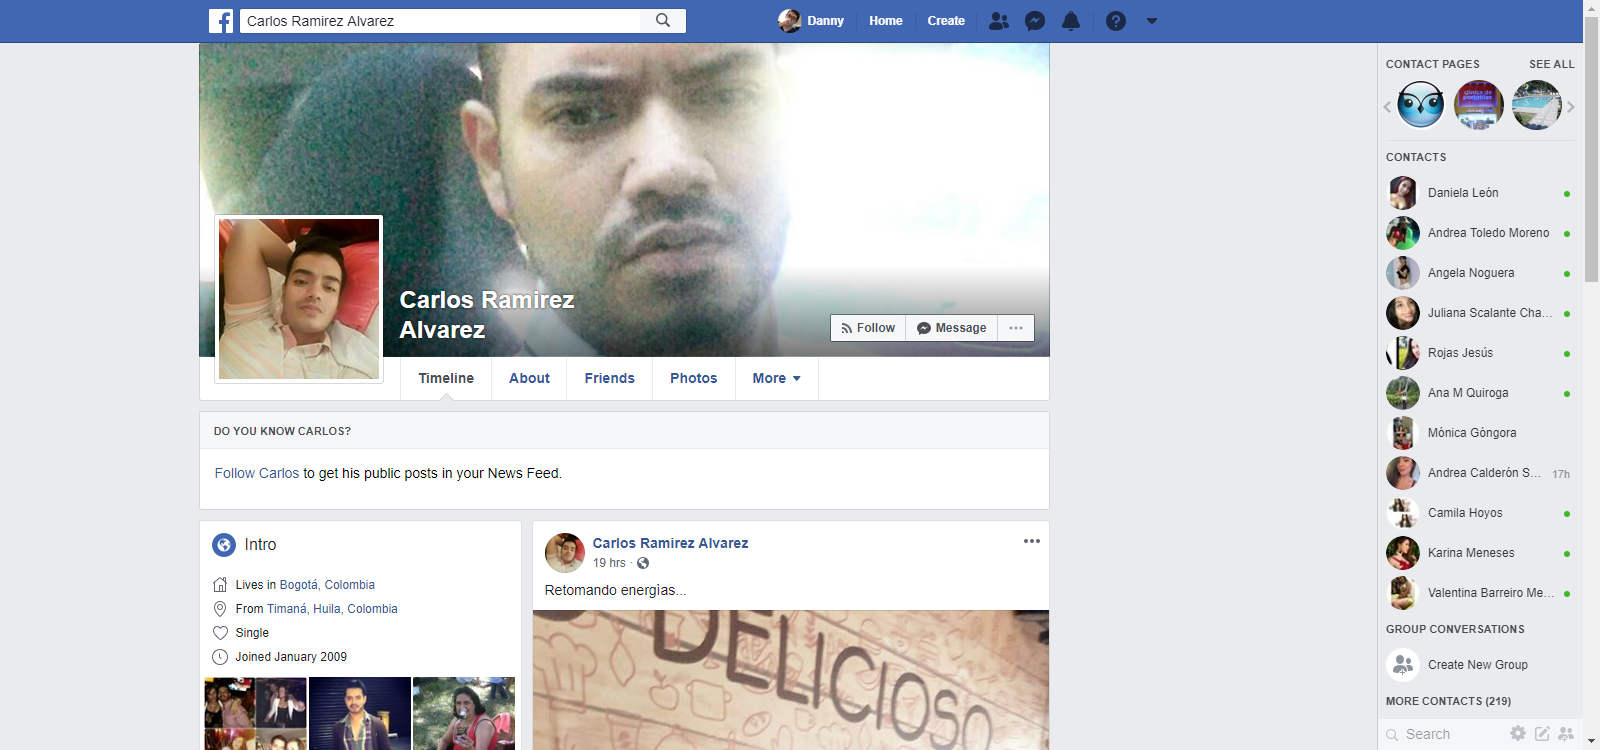 Carlos Ramirez Alvarez
Danny
Home
Create
Carlos Ramirez
Alvarez
Follow
Message
Timeline
About
Friends
Photos
More
DO YOU KNOW CARLOS?
Follow Carlos to get his public posts in your News Feed.
Intro
Lives in Bogotá, Colombia
From Timaná, Huila, Colombia
Single
Joined January 2009
Carlos Ramirez Alvarez
19 hrs ·
Retomando energìas...
DELICIOSO
CONTACT PAGES
SEE ALL
CONTACTS
Daniela León
Andrea Toledo Moreno
Angela Noguera
Juliana Scalante Cha...
Rojas Jesús
Ana M Quiroga
Mónica Góngora
Andrea Calderón S... 17h
Camila Hoyos
Karina Meneses
Valentina Barreiro Me...
GROUP CONVERSATIONS
Create New Group
MORE CONTACTS (219)
Search